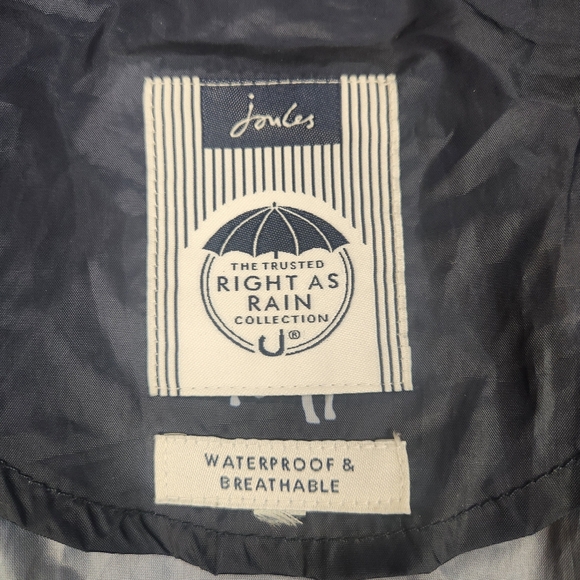 Joules
THE TRUSTED
RIGHT AS
RAIN
COLLECTION
®
WATERPROOF &
BREATHABLE